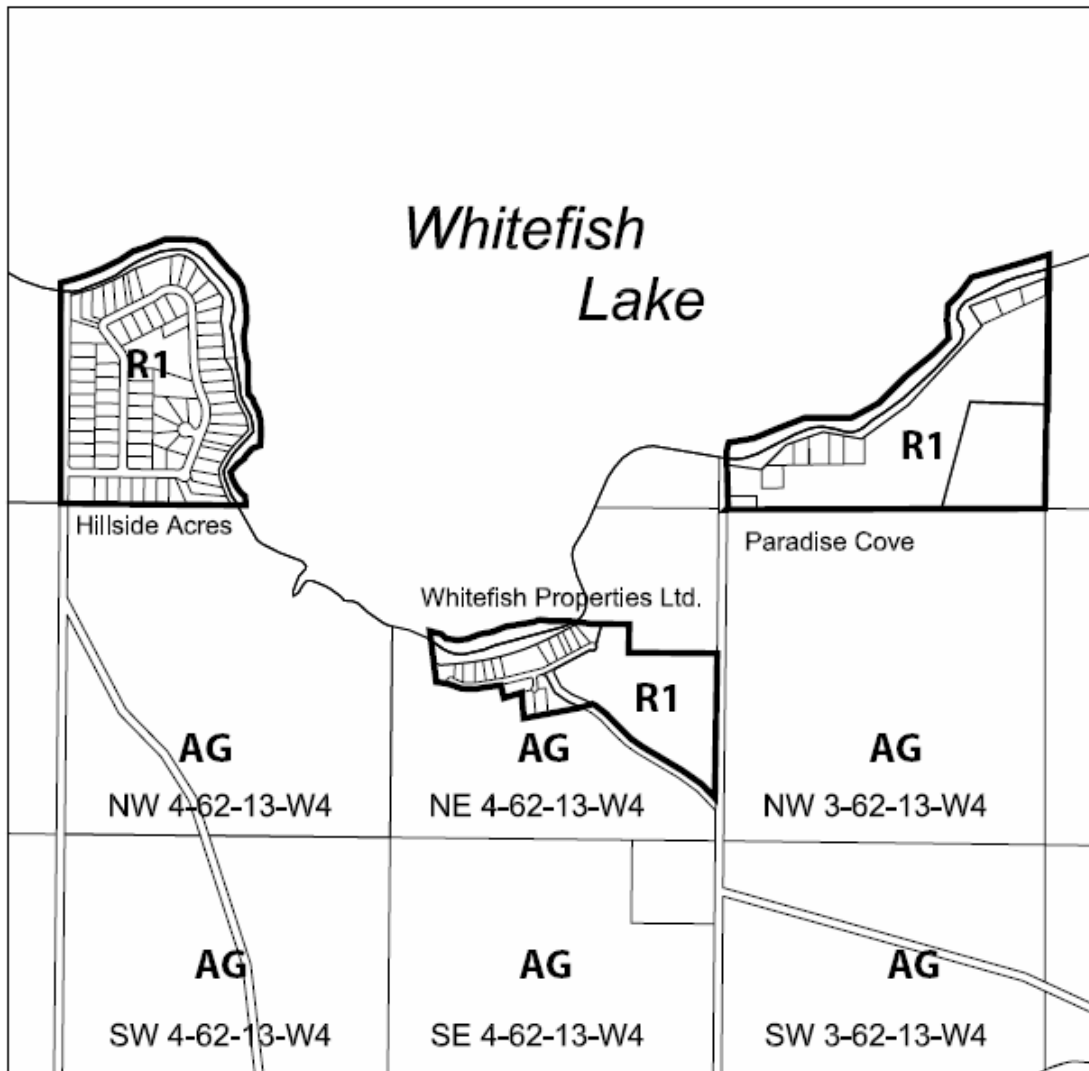 Whitefish
Lake
R1
R1
Hillside Acres
Paradise Cove
Whitefish Properties Ltd.
R1
AG
AG
AG
NW 4-62-13-W4
NE 4-62-13-W4
NW 3-62-13-W4
AG
AG
AG
SW 4-62-13-W4
SE 4-62-13-W4
SW 3-62-13-W4